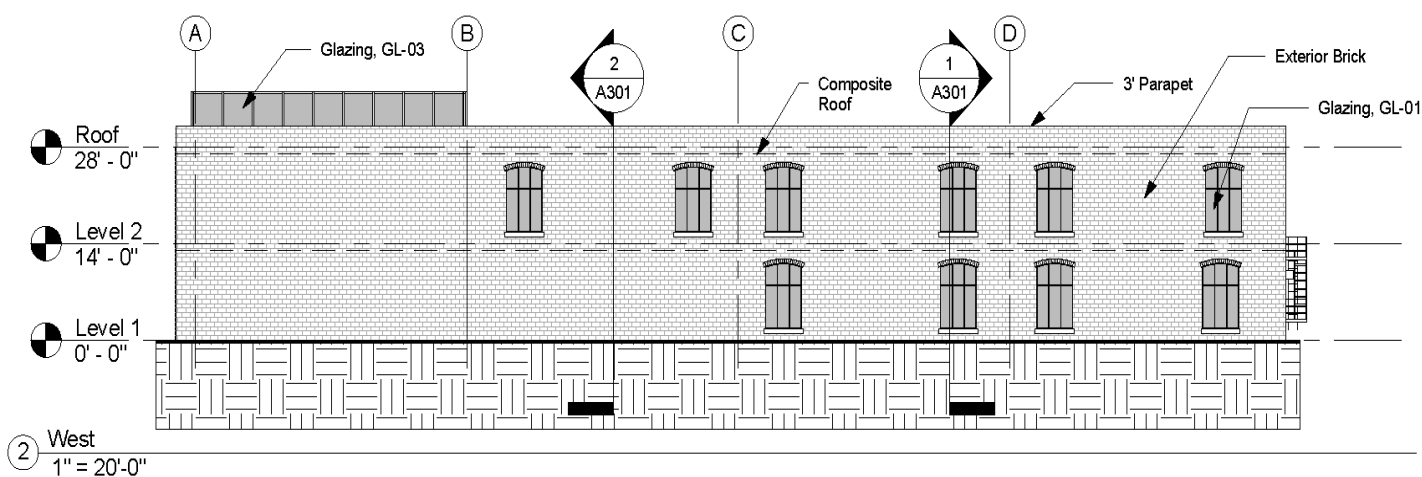 A
B
C
D
Glazing, GL-03
2
A301
1
A301
Exterior Brick
Composite
Roof
3' Parapet
Glazing, GL-01
Roof
28' - 0"
Level 2
14' - 0"
Level 1
0' - 0"
2
West
1" = 20'-0"